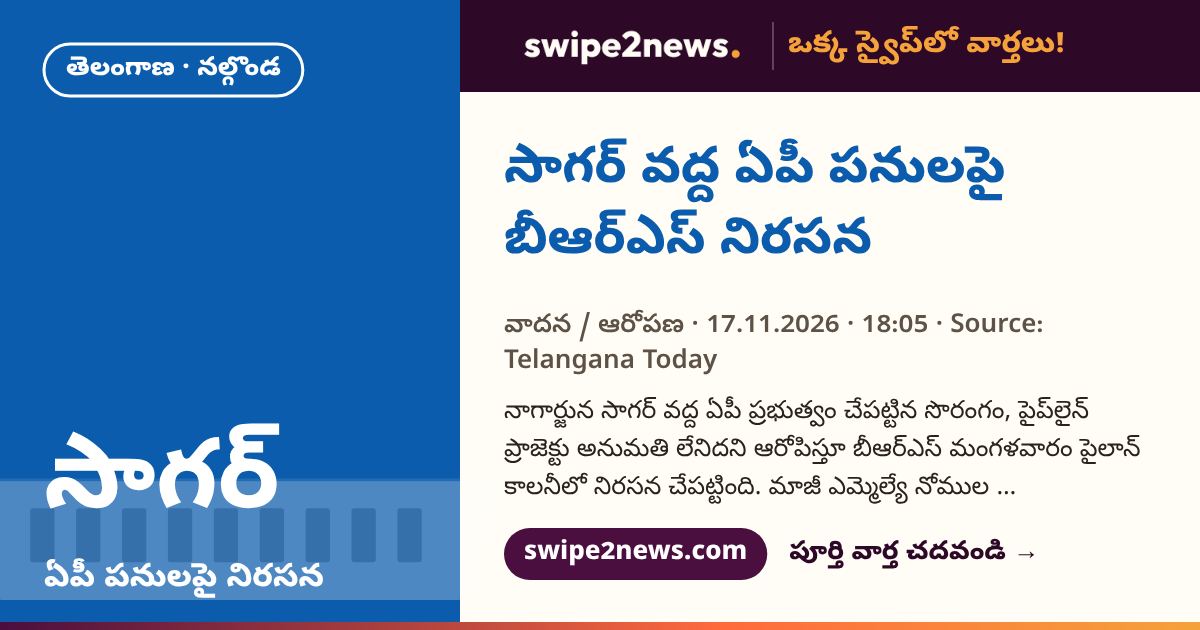 తెలంగాణ · నల్గొండ
సాగర్
ఏపీ పనులపై నిరసన
swipe2news.
ఒక్క స్వైప్‌లో వార్తలు!
సాగర్ వద్ద ఏపీ పనులపై
బీఆర్ఎస్ నిరసన
వాదన / ఆరోపణ · 17.11.2026 · 18:05 · Source:
Telangana Today
నాగార్జున సాగర్ వద్ద ఏపీ ప్రభుత్వం చేపట్టిన సొరంగం, పైప్‌లైన్
ప్రాజెక్టు అనుమతి లేనిదని ఆరోపిస్తూ బీఆర్ఎస్ మంగళవారం పైలాన్
కాలనీలో నిరసన చేపట్టింది. మాజీ ఎమ్మెల్యే నోముల ...
swipe2news.com
పూర్తి వార్త చదవండి →